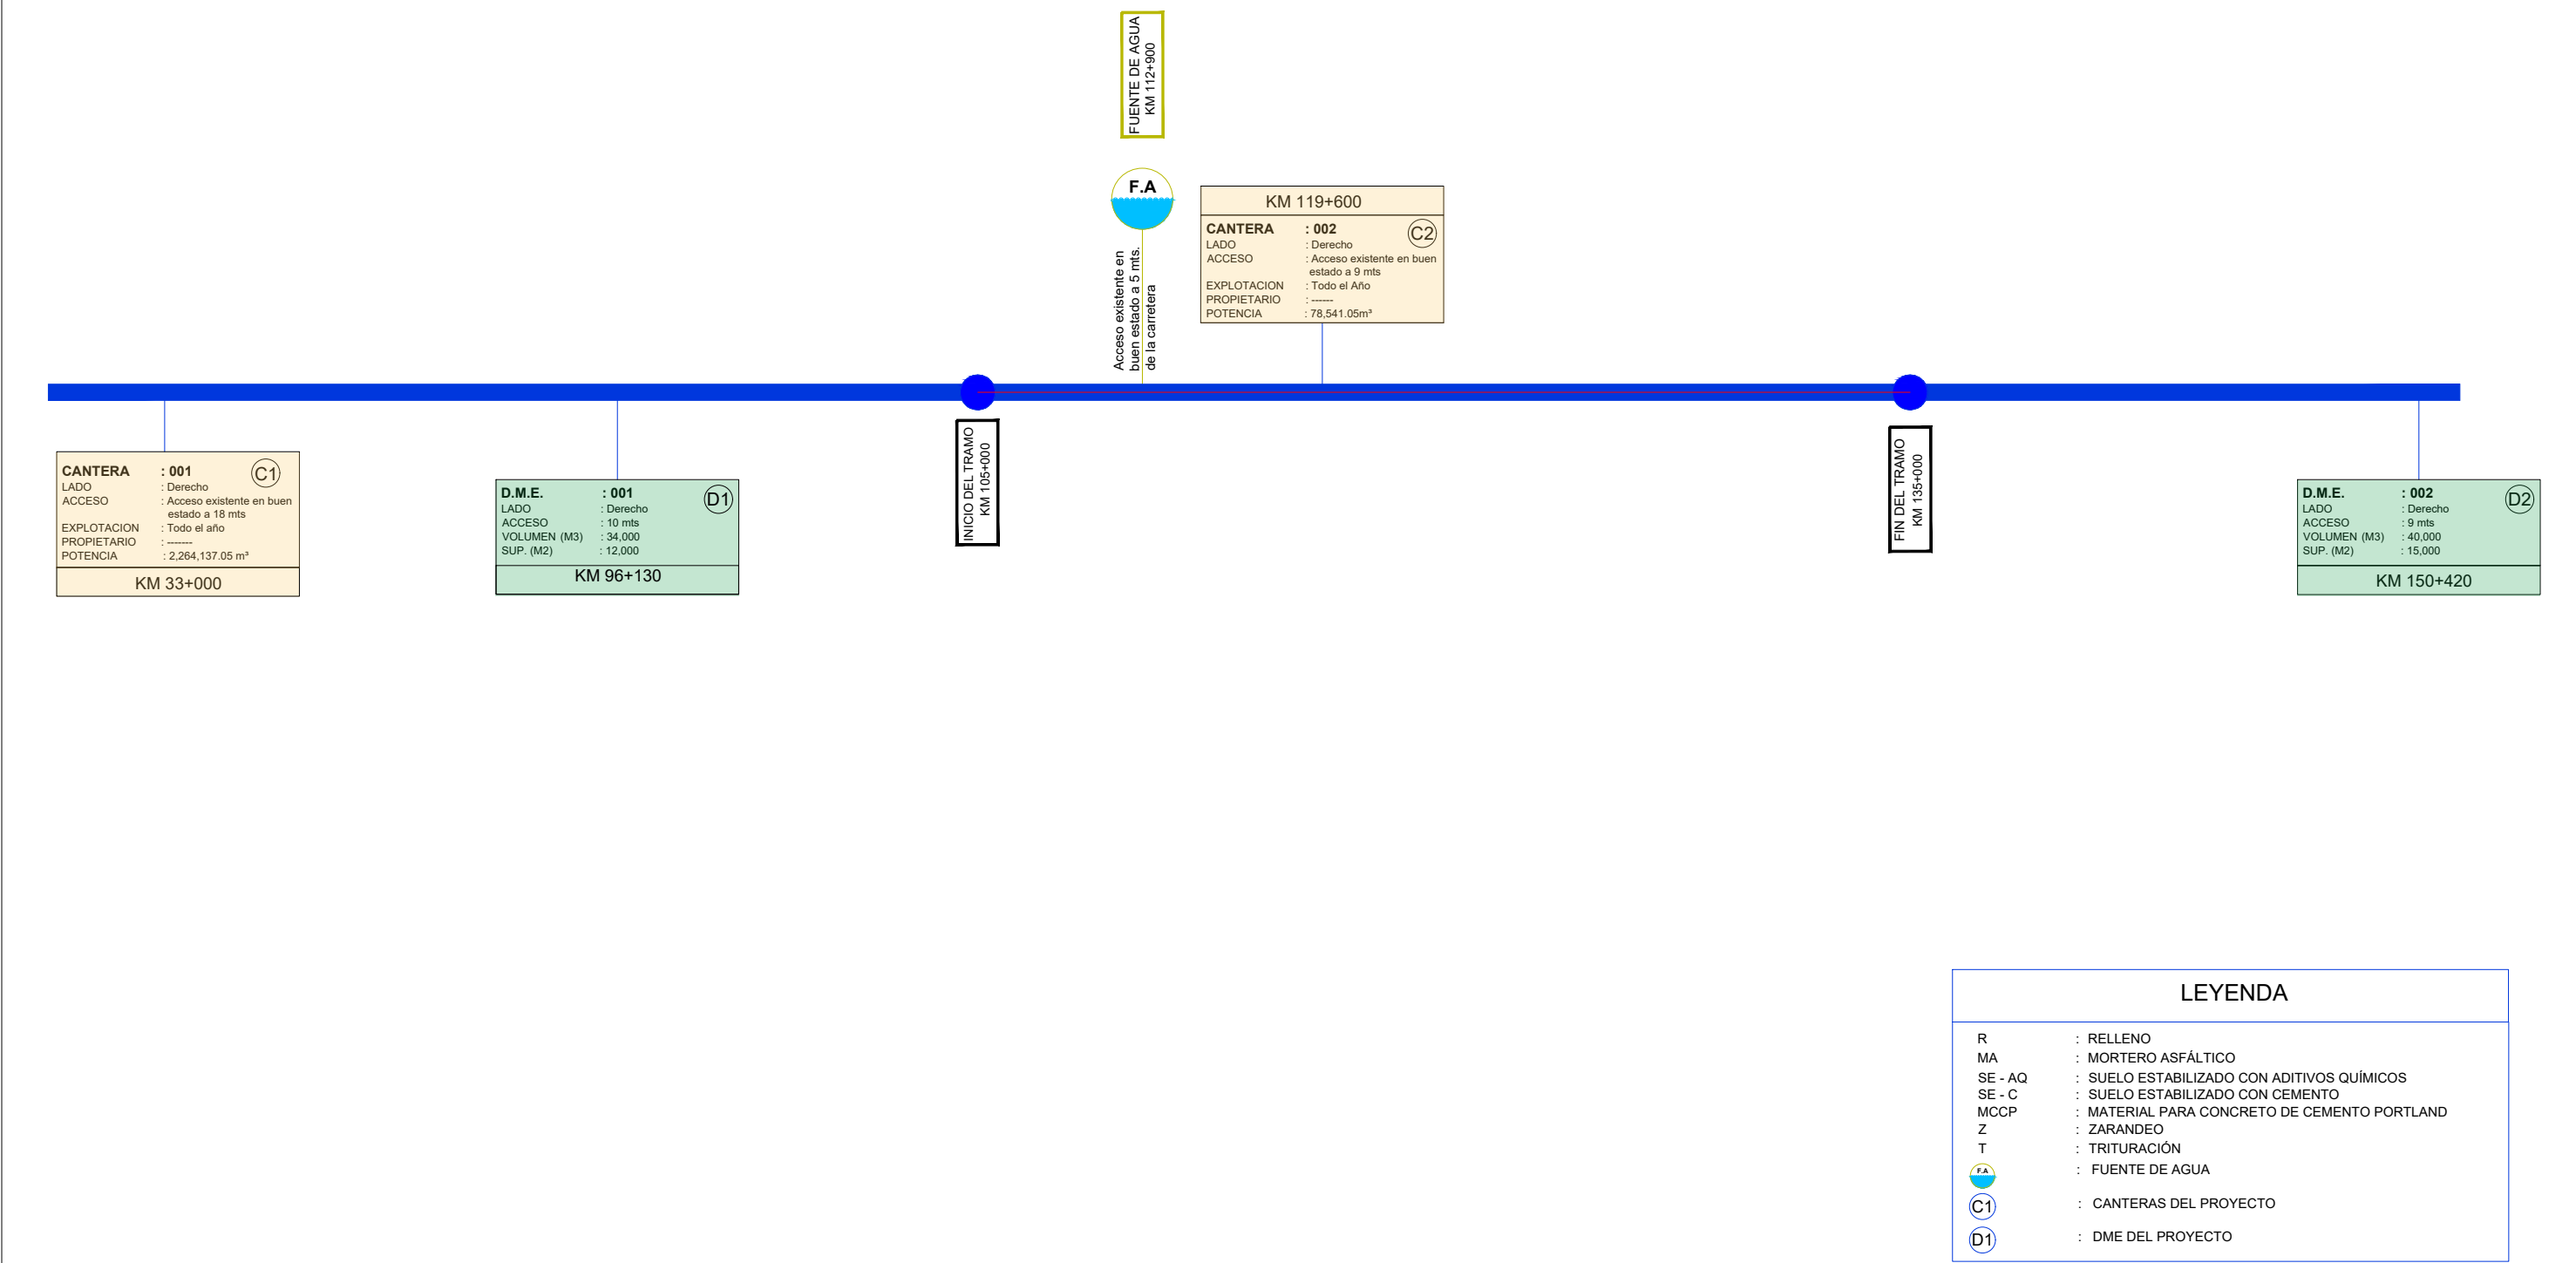 FUENTE DE AGUA
KM 112+900
F.A
Acceso existente en
buen estado a 5 mts.
de la carretera
KM 119+600
CANTERA : 002 C2
LADO : Derecho
ACCESO : Acceso existente en buen
estado a 9 mts
EXPLOTACION : Todo el Año
PROPIETARIO : ------
POTENCIA : 78,541.05m³
CANTERA : 001 C1
LADO : Derecho
ACCESO : Acceso existente en buen
estado a 18 mts
EXPLOTACION : Todo el año
PROPIETARIO : -------
POTENCIA : 2,264,137.05 m³
KM 33+000
D.M.E. : 001 D1
LADO : Derecho
ACCESO : 10 mts
VOLUMEN (M3) : 34,000
SUP. (M2) : 12,000
KM 96+130
INICIO DEL TRAMO
KM 105+000
FIN DEL TRAMO
KM 135+000
D.M.E. : 002 D2
LADO : Derecho
ACCESO : 9 mts
VOLUMEN (M3) : 40,000
SUP. (M2) : 15,000
KM 150+420
LEYENDA
R : RELLENO
MA : MORTERO ASFÁLTICO
SE - AQ : SUELO ESTABILIZADO CON ADITIVOS QUÍMICOS
SE - C : SUELO ESTABILIZADO CON CEMENTO
MCCP : MATERIAL PARA CONCRETO DE CEMENTO PORTLAND
Z : ZARANDEO
T : TRITURACIÓN
F.A : FUENTE DE AGUA
C1 : CANTERAS DEL PROYECTO
D1 : DME DEL PROYECTO